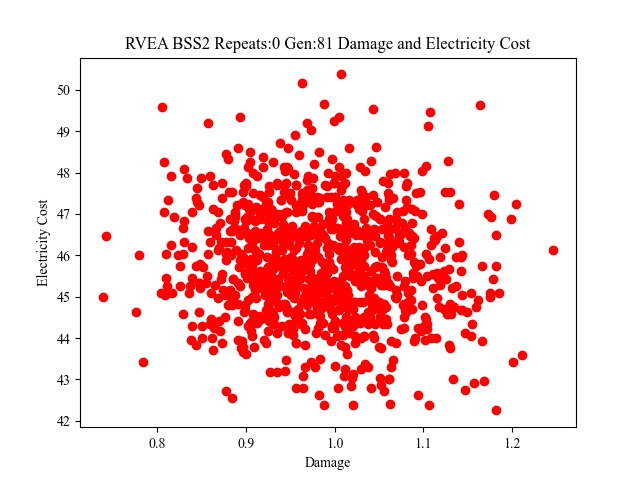 RVEA BSS2 Repeats:0 Gen:81 Damage and Electricity Cost
50
49
48
47
46
45
44
43
42
Electricity Cost
0.8 0.9 1.0 1.1 1.2
Damage